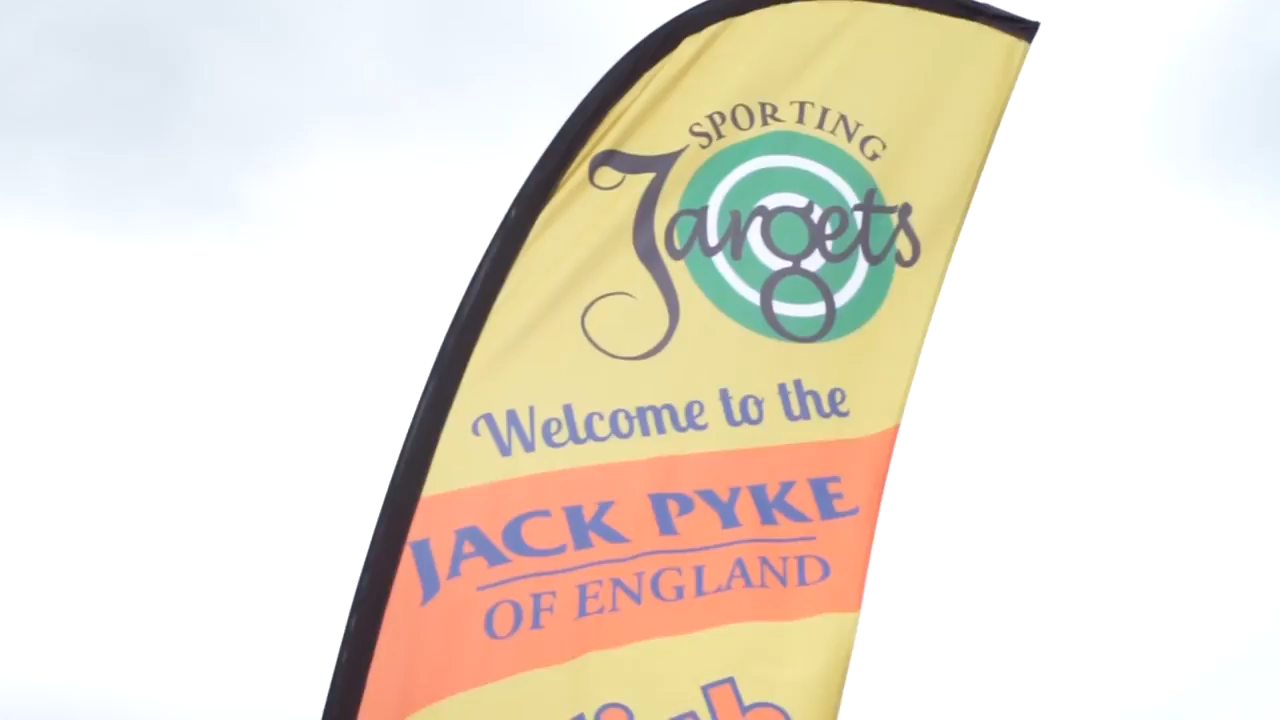 SPORTING
Targets
Welcome to the
JACK PYKE
OF ENGLAND